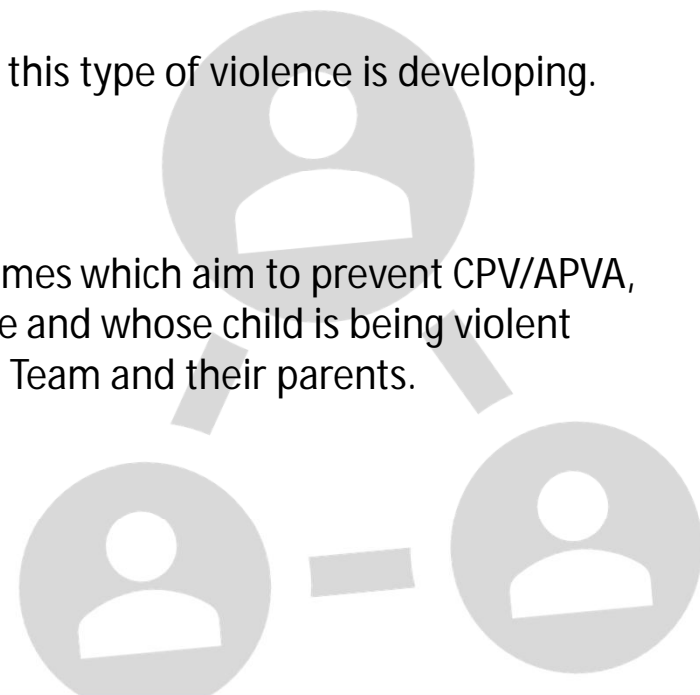 this type of violence is developing.
mes which aim to prevent CPV/APVA,
e and whose child is being violent
Team and their parents.